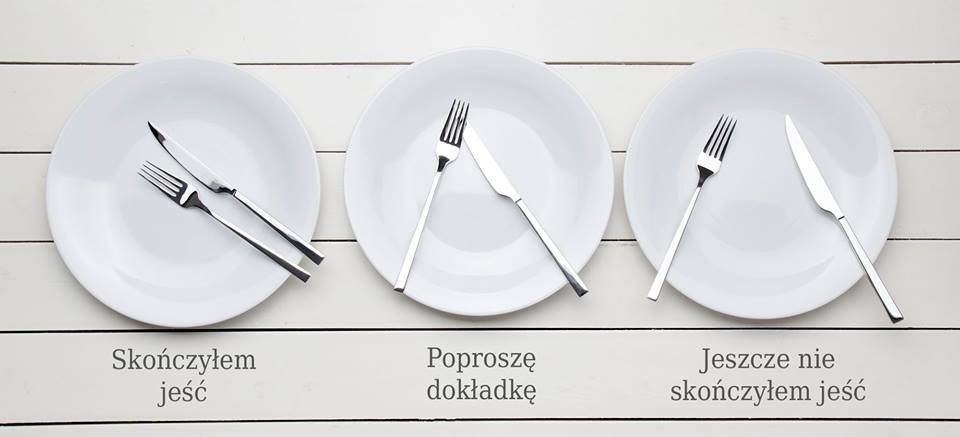 Skończyłem
jeść
Poproszę
dokładkę
Jeszcze nie
skończyłem jeść